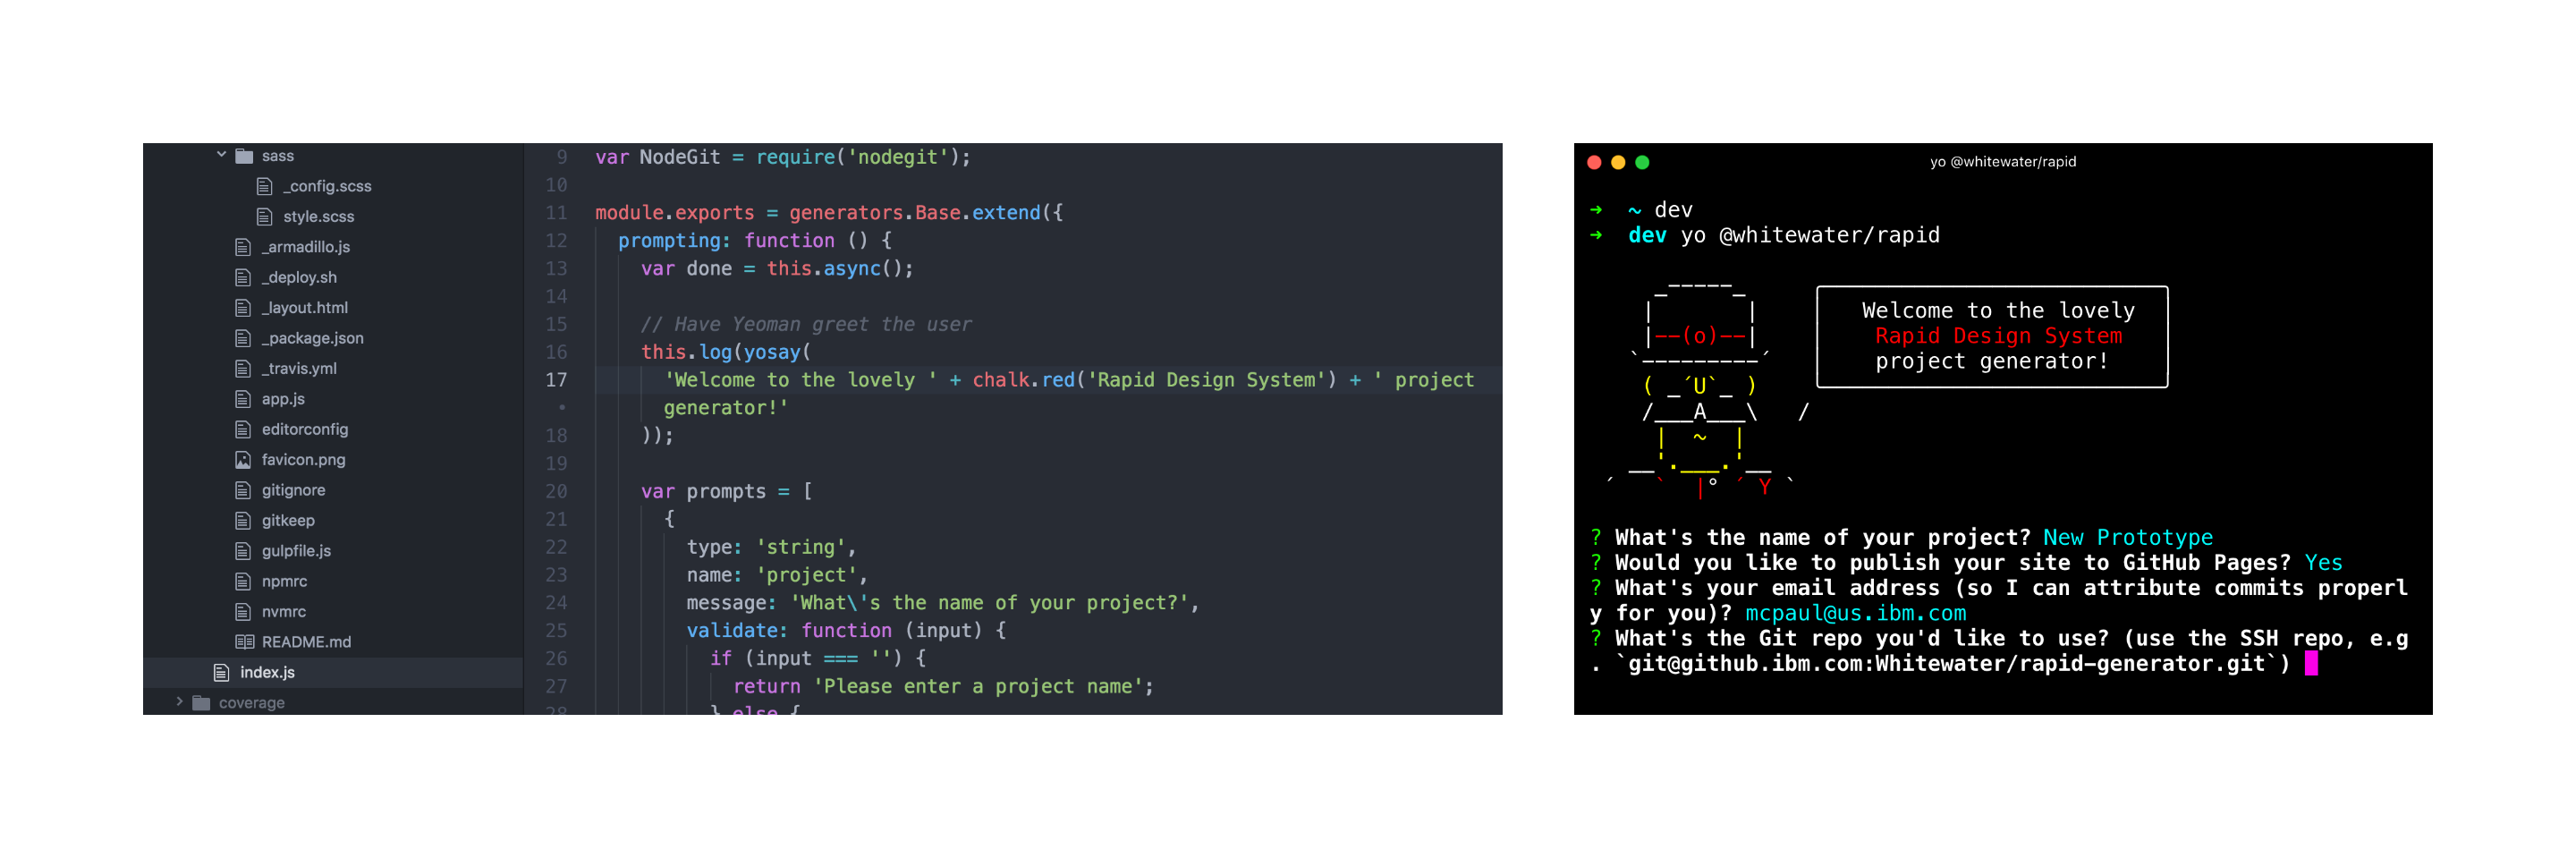 sass
_config.scss
style.scss
_armadillo.js
_deploy.sh
_layout.html
_package.json
_travis.yml
app.js
editorconfig
favicon.png
gitignore
gitkeep
gulpfile.js
npmrc
nvmrc
README.md
index.js
coverage
9 var NodeGit = require('nodegit');
10
11 module.exports = generators.Base.extend({
12 prompting: function () {
13 var done = this.async();
14
15 // Have Yeoman greet the user
16 this.log(yosay(
17 'Welcome to the lovely ' + chalk.red('Rapid Design System') + ' project
• generator!'
18 ));
19
20 var prompts = [
21 {
22 type: 'string',
23 name: 'project',
24 message: 'What\'s the name of your project?',
25 validate: function (input) {
26 if (input === '') {
27 return 'Please enter a project name';
28 } else {
yo @whitewater/rapid
➜ ~ dev
➜ dev yo @whitewater/rapid
_-----_
| |
|--(o)--| Welcome to the lovely
Rapid Design System
`---------´ project generator!
( _´U`_ )
/___A___\ /
| ~ |
__'.___.'__
´ ` |° ´ Y `
? What's the name of your project? New Prototype
? Would you like to publish your site to GitHub Pages? Yes
? What's your email address (so I can attribute commits properl
y for you)? mcpaul@us.ibm.com
? What's the Git repo you'd like to use? (use the SSH repo, e.g
. `git@github.ibm.com:Whitewater/rapid-generator.git`)